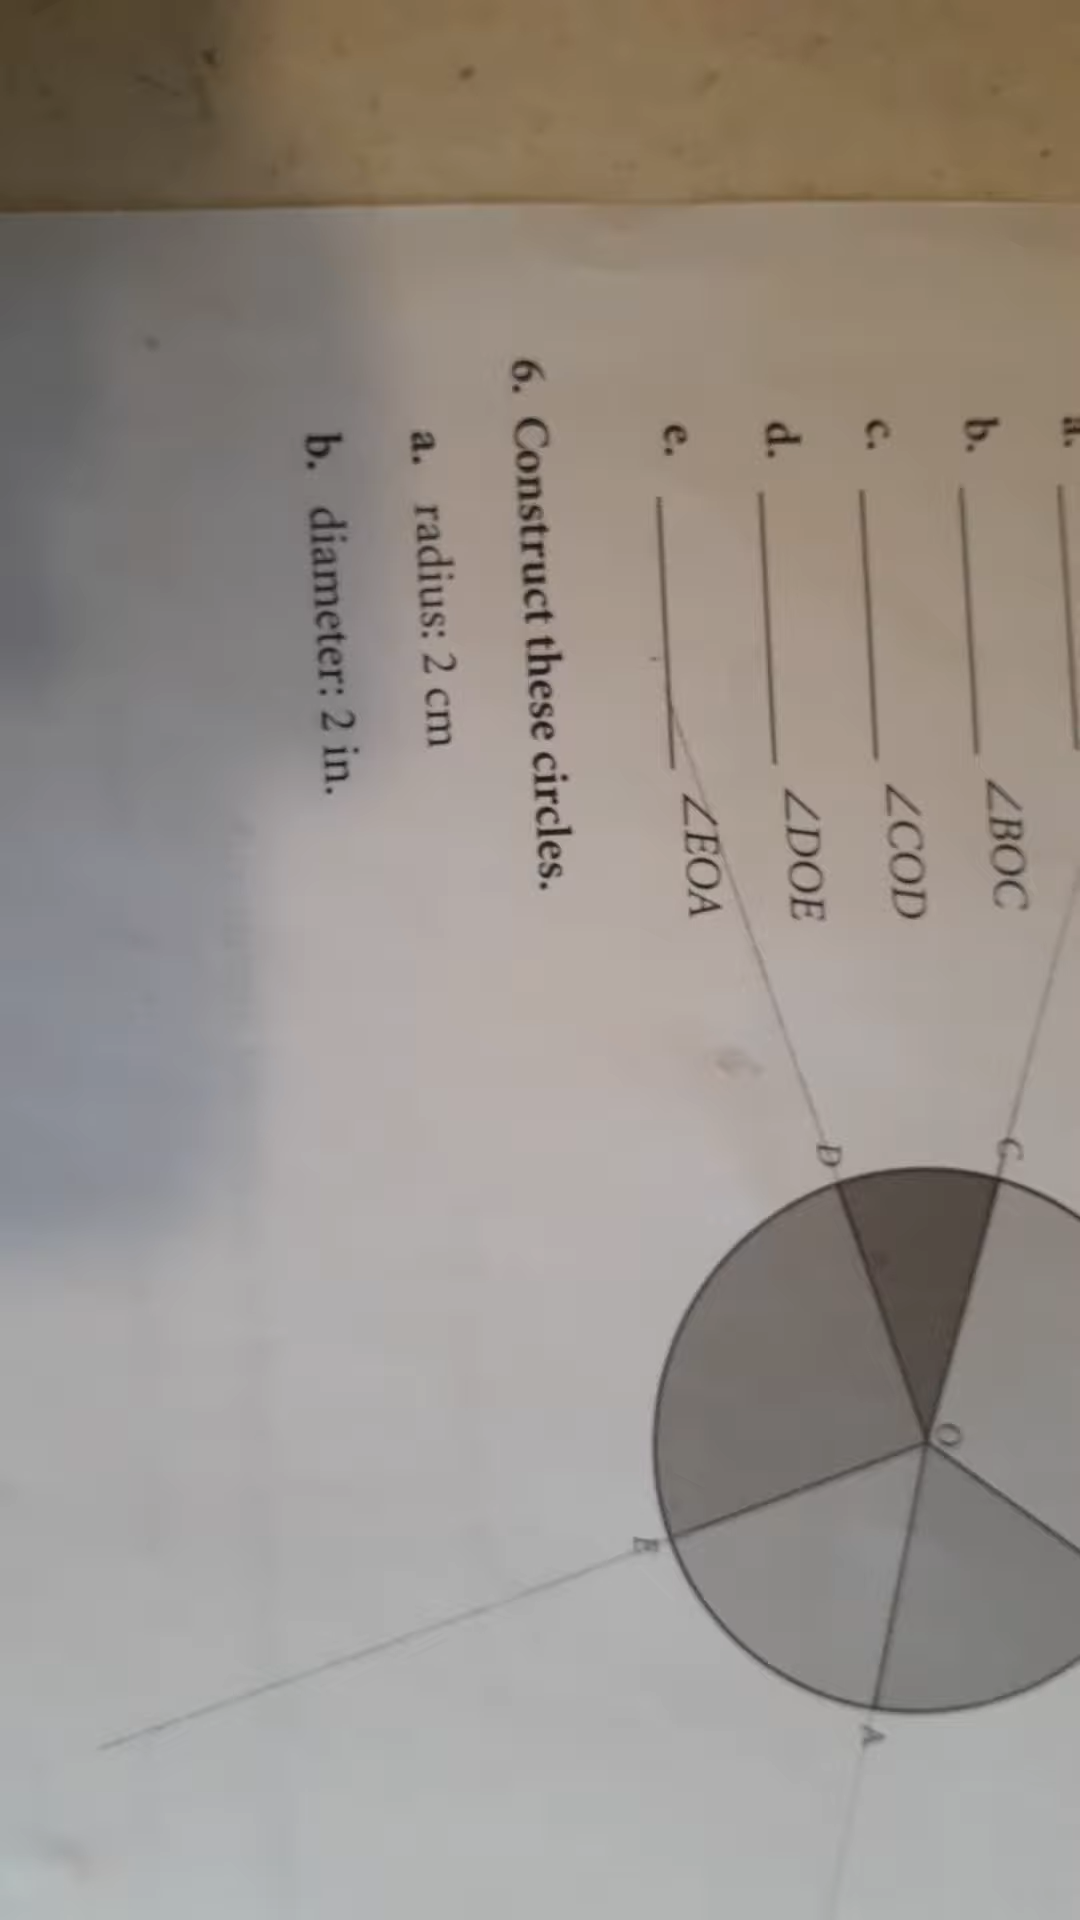 a.
b. ∠BOC
c. ∠COD
d. ∠DOE
e. ∠EOA
6. Construct these circles.
a. radius: 2 cm
b. diameter: 2 in.
C
D
O
E
A